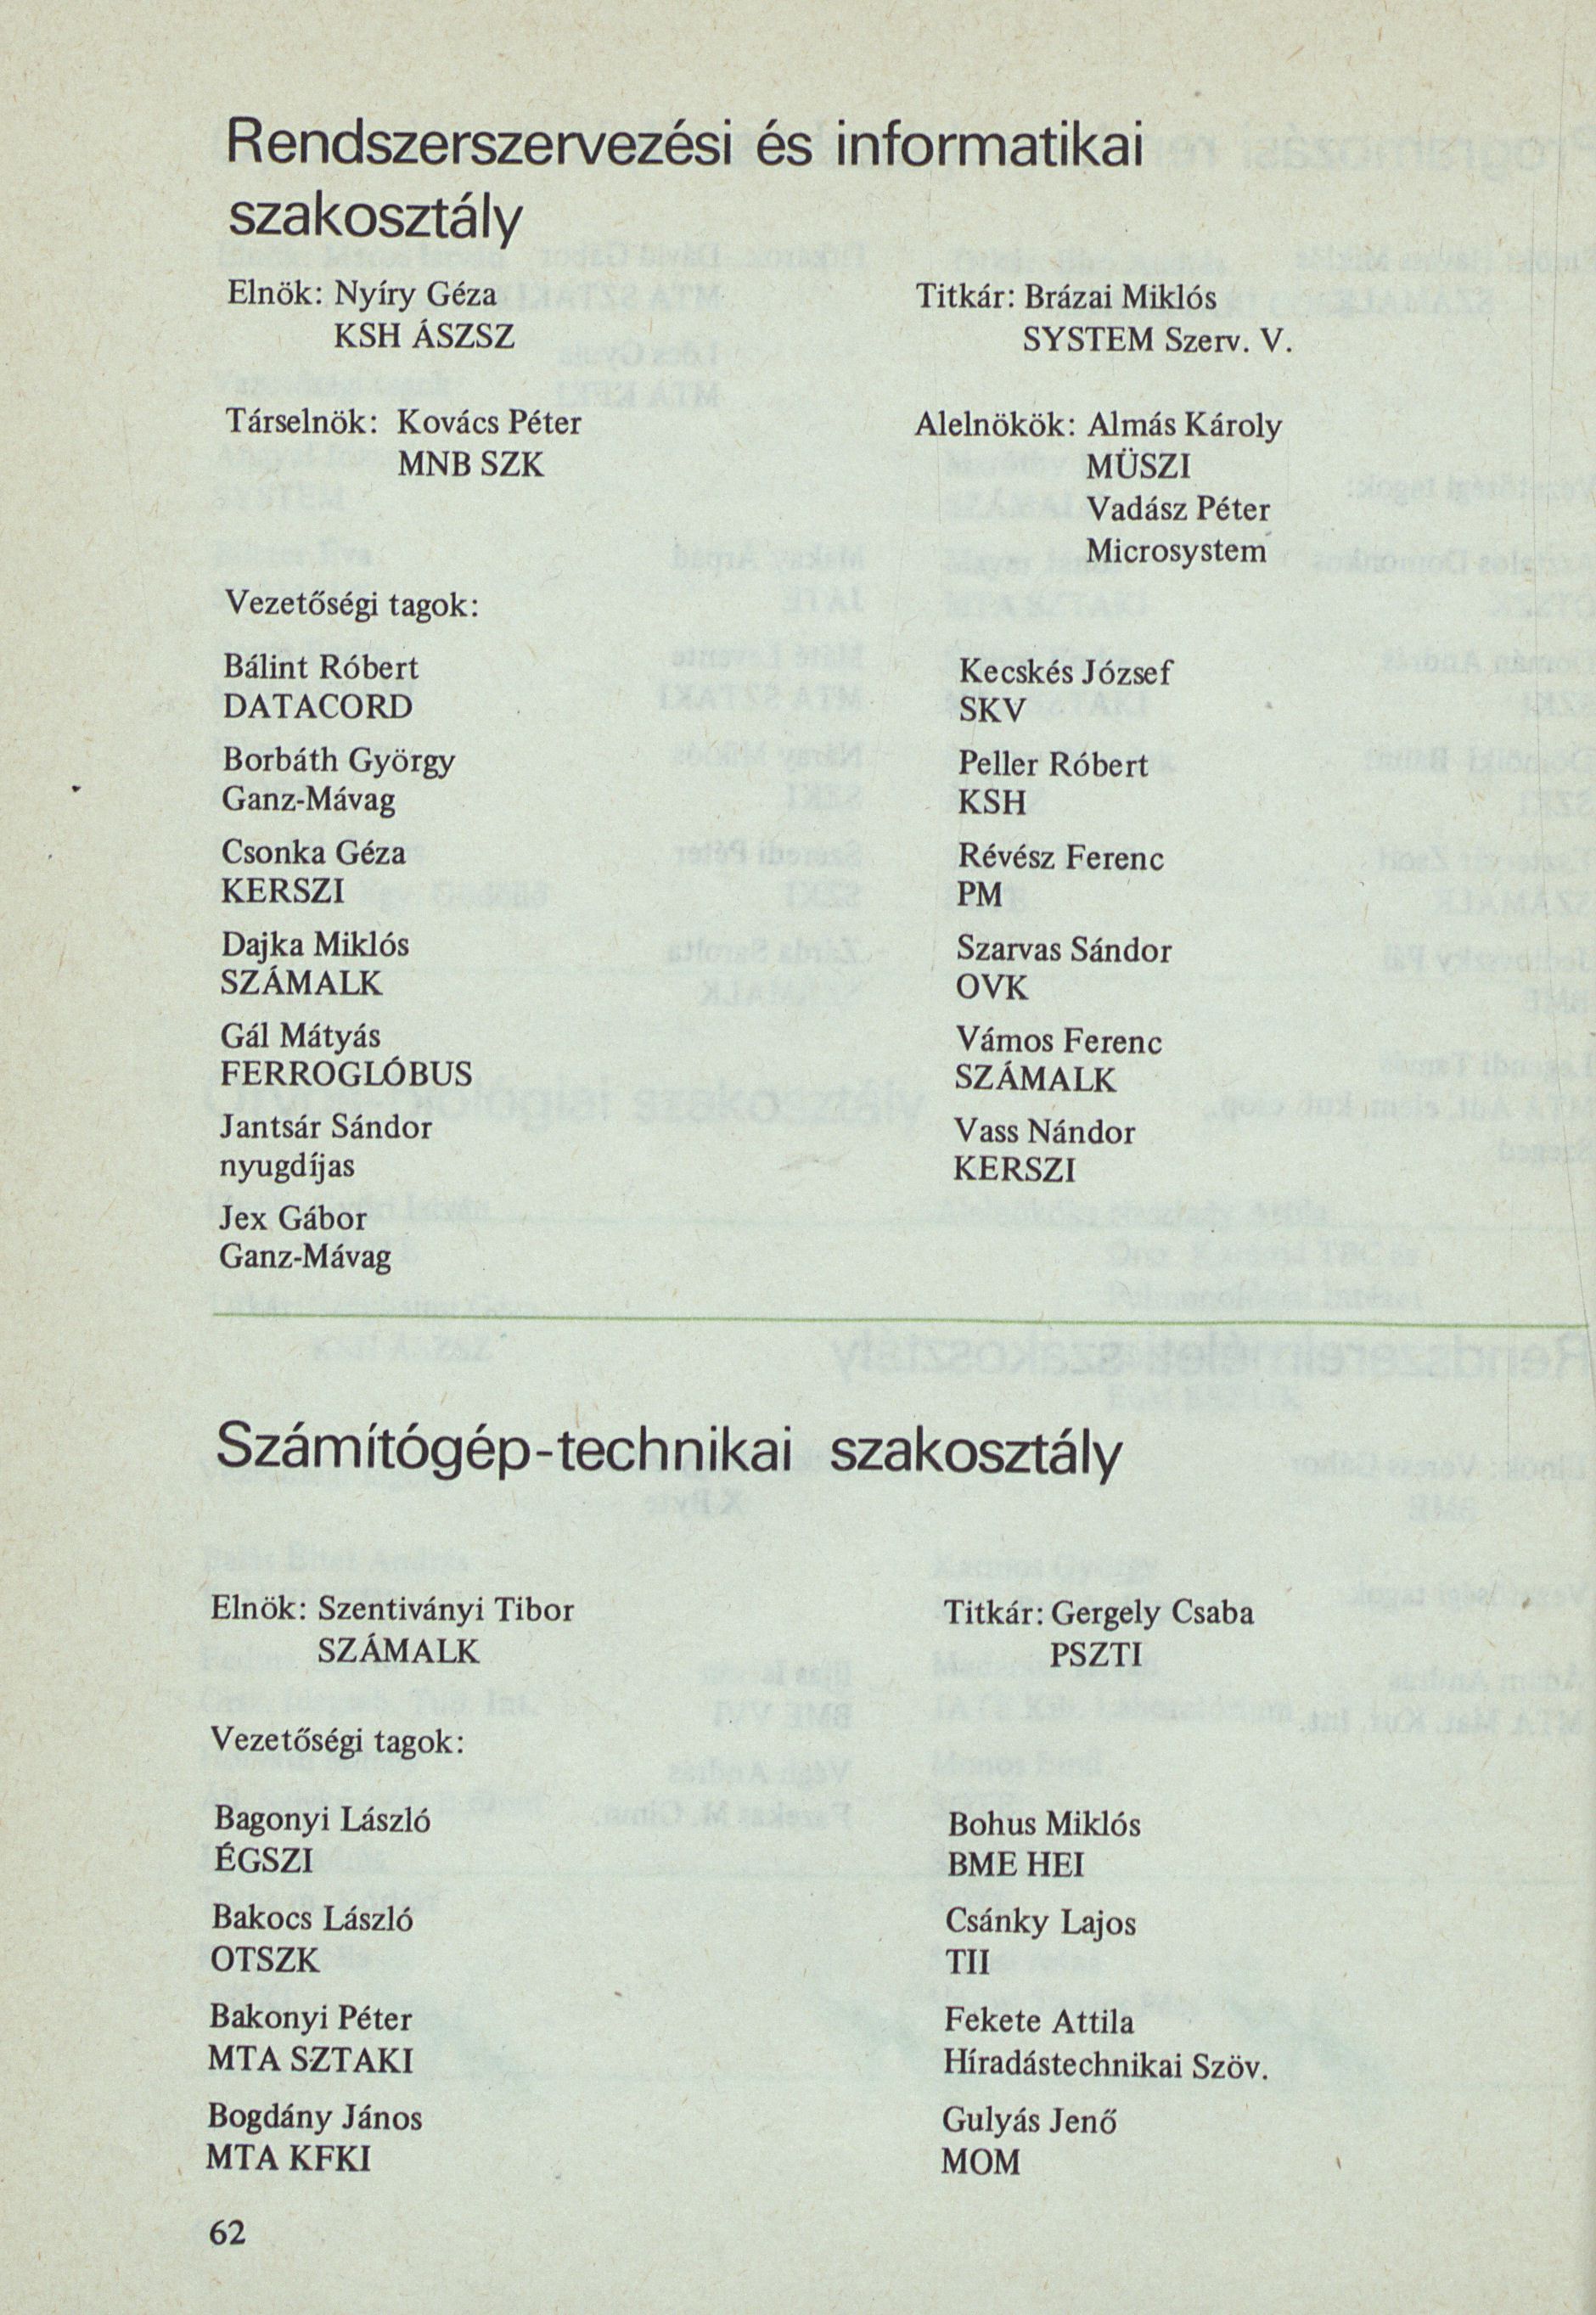 Rendszerszervezési és informatikai
szakosztály
Elnök: Nyíry Géza
KSH ÁSZSZ
Titkár: Brázai Miklós
SYSTEM Szerv. V.
Társelnök: Kovács Péter
MNB SZK
Alelnökök: Almás Károly
MÜSZI
Vadász Péter
Microsystem
Vezetőségi tagok:
Bálint Róbert
DATACORD
Borbáth György
Ganz-Mávag
Csonka Géza
KERSZI
Dajka Miklós
SZÁMALK
Gál Mátyás
FERROGLÓBUS
Jantsár Sándor
nyugdíjas
Jex Gábor
Ganz-Mávag
Kecskés József
SKV
Peller Róbert
KSH
Révész Ferenc
PM
Szarvas Sándor
OVK
Vámos Ferenc
SZÁMALK
Vass Nándor
KERSZI
Számítógép-technikai szakosztály
Elnök: Szentiványi Tibor
SZÁMALK
Titkár: Gergely Csaba
PSZTI
Vezetőségi tagok:
Bagonyi László
ÉGSZI
Bakocs László
OTSZK
Bakonyi Péter
MTA SZTAKI
Bogdány János
MTA KFKI
Bohus Miklós
BME HEI
Csánky Lajos
TII
Fekete Attila
Híradástechnikai Szöv.
Gulyás Jenő
MOM
62